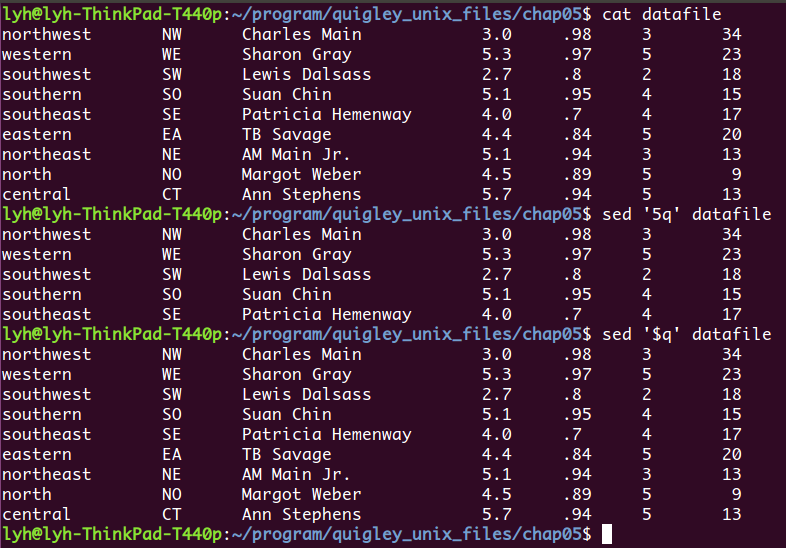 lyh@lyh-ThinkPad-T440p:~/program/quigley_unix_files/chap05$ cat datafile
northwest       NW      Charles Main            3.0     .98     3       34
western         WE      Sharon Gray             5.3     .97     5       23
southwest       SW      Lewis Dalsass           2.7     .8      2       18
southern        SO      Suan Chin               5.1     .95     4       15
southeast       SE      Patricia Hemenway       4.0     .7      4       17
eastern         EA      TB Savage               4.4     .84     5       20
northeast       NE      AM Main Jr.             5.1     .94     3       13
north           NO      Margot Weber            4.5     .89     5        9
central         CT      Ann Stephens            5.7     .94     5       13
lyh@lyh-ThinkPad-T440p:~/program/quigley_unix_files/chap05$ sed '5q' datafile
northwest       NW      Charles Main            3.0     .98     3       34
western         WE      Sharon Gray             5.3     .97     5       23
southwest       SW      Lewis Dalsass           2.7     .8      2       18
southern        SO      Suan Chin               5.1     .95     4       15
southeast       SE      Patricia Hemenway       4.0     .7      4       17
lyh@lyh-ThinkPad-T440p:~/program/quigley_unix_files/chap05$ sed '$q' datafile
northwest       NW      Charles Main            3.0     .98     3       34
western         WE      Sharon Gray             5.3     .97     5       23
southwest       SW      Lewis Dalsass           2.7     .8      2       18
southern        SO      Suan Chin               5.1     .95     4       15
southeast       SE      Patricia Hemenway       4.0     .7      4       17
eastern         EA      TB Savage               4.4     .84     5       20
northeast       NE      AM Main Jr.             5.1     .94     3       13
north           NO      Margot Weber            4.5     .89     5        9
central         CT      Ann Stephens            5.7     .94     5       13
lyh@lyh-ThinkPad-T440p:~/program/quigley_unix_files/chap05$